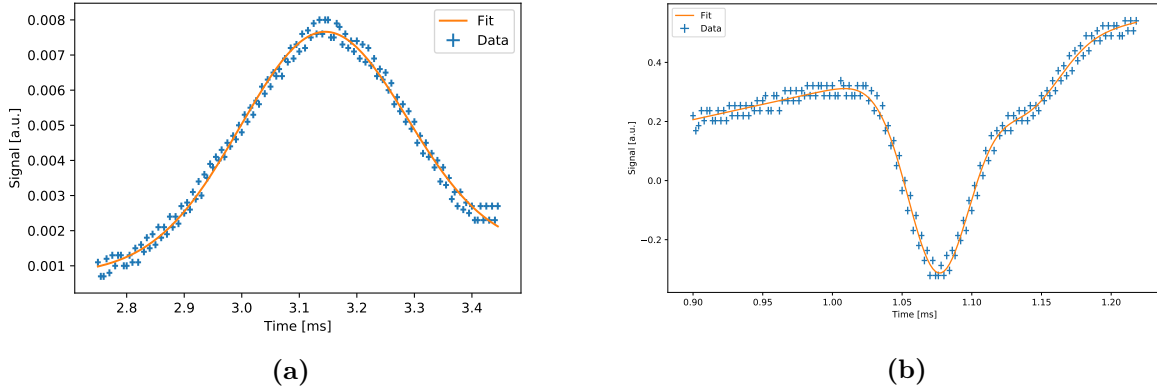 0.008
0.007
0.006
0.005
0.004
0.003
0.002
0.001
Signal [a.u.]
2.8 2.9 3.0 3.1 3.2 3.3 3.4
Time [ms]
Fit
Data
(a)
0.4
0.2
0.0
−0.2
Signal [a.u.]
0.90 0.95 1.00 1.05 1.10 1.15 1.20
Time [ms]
Fit
Data
(b)